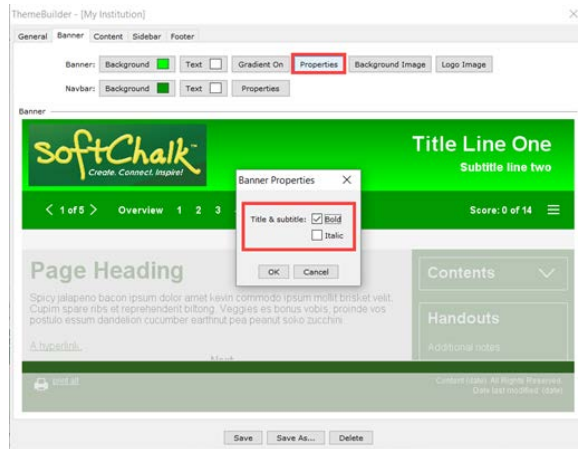 ThemeBuilder - [My Institution]
General Banner Content Sidebar Footer
Banner: Background Text Gradient On Properties Background Image Logo Image
Navbar: Background Text Properties
Banner
SoftChalk™
Create. Connect. Inspire!
Title Line One
Subtitle line two
Banner Properties
Title & subtitle: Bold
Italic
OK Cancel
< 1 of 5 > Overview 1 2 3
Score: 0 of 14
Page Heading
Spicy jalapeno bacon ipsum dolor amet kevin commodo ipsum mollit brisket velit.
Cupim spare ribs et reprehenderit biltong. Veggies es bonus vobis, proinde vos
postulo essum dandelion cucumber earthnut pea peanut soko zucchini.
A hyperlink.
Next
Contents
Handouts
Additional notes
print all
Content (date). All Rights Reserved.
Date last modified (date)
Save Save As... Delete